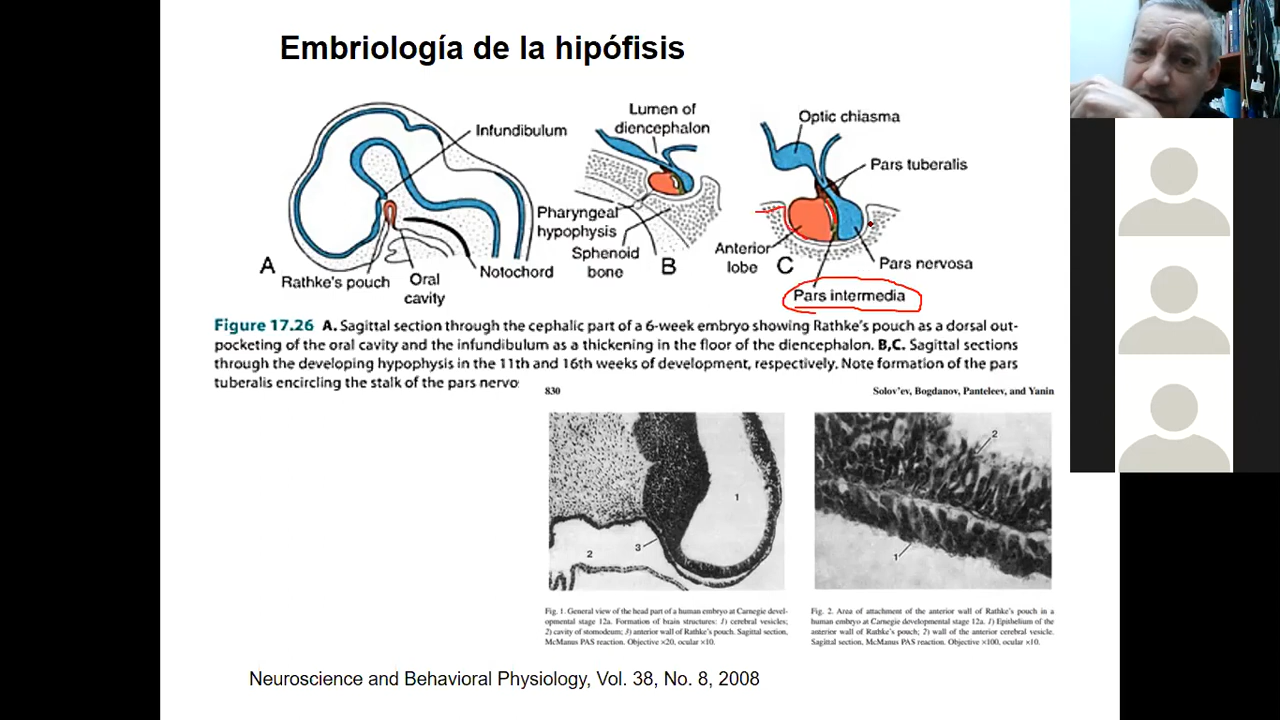 Embriología de la hipófisis
Infundibulum
Lumen of
diencephalon
Optic chiasma
Pars tuberalis
Pharyngeal
hypophysis
Sphenoid
bone
Anterior
lobe
Pars nervosa
A
B
C
Rathke's pouch
Oral
cavity
Notochord
Pars intermedia
Figure 17.26 A. Sagittal section through the cephalic part of a 6-week embryo showing Rathke's pouch as a dorsal out-
pocketing of the oral cavity and the infundibulum as a thickening in the floor of the diencephalon. B,C. Sagittal sections
through the developing hypophysis in the 11th and 16th weeks of development, respectively. Note formation of the pars
tuberalis encircling the stalk of the pars nervo
830
Solov'ev, Bogdanov, Panteleev, and Yanin
1
2
3
2
1
Fig. 1. General view of the head part of a human embryo at Carnegie devel-
opmental stage 12a. Formation of brain structures: 1) cerebral vesicles;
2) cavity of stomodeum; 3) anterior wall of Rathke's pouch. Sagittal section,
McManus PAS reaction. Objective ×20, ocular ×10.
Fig. 2. Area of attachment of the anterior wall of Rathke's pouch in a
human embryo at Carnegie developmental stage 12a. 1) Epithelium of the
anterior wall of Rathke's pouch; 2) wall of the anterior cerebral vesicle.
Sagittal section, McManus PAS reaction. Objective ×100, ocular ×10.
Neuroscience and Behavioral Physiology, Vol. 38, No. 8, 2008